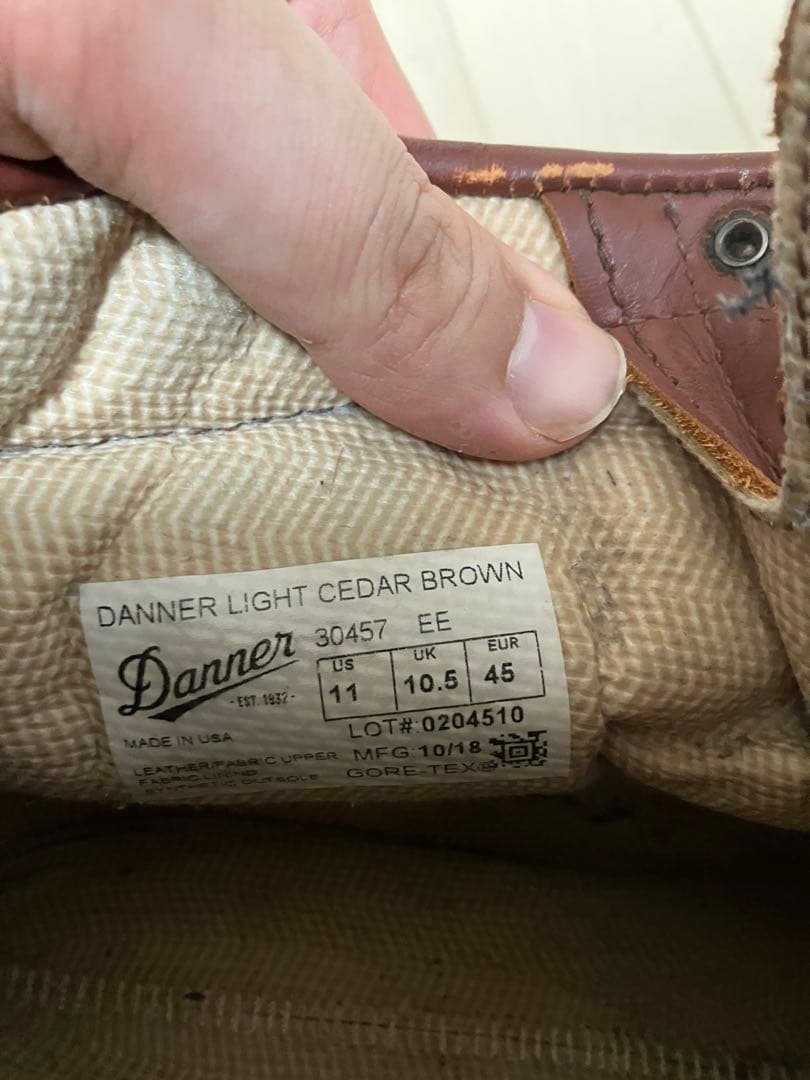 DANNER LIGHT CEDAR BROWN
Danner
-EST. 1932-
30457 EE
US UK EUR
11 10.5 45
LOT#:0204510
MADE IN USA
MFG:10/18
LEATHER/FABRIC UPPER
FABRIC LINING
SYNTHETIC OUTSOLE
GORE-TEX®